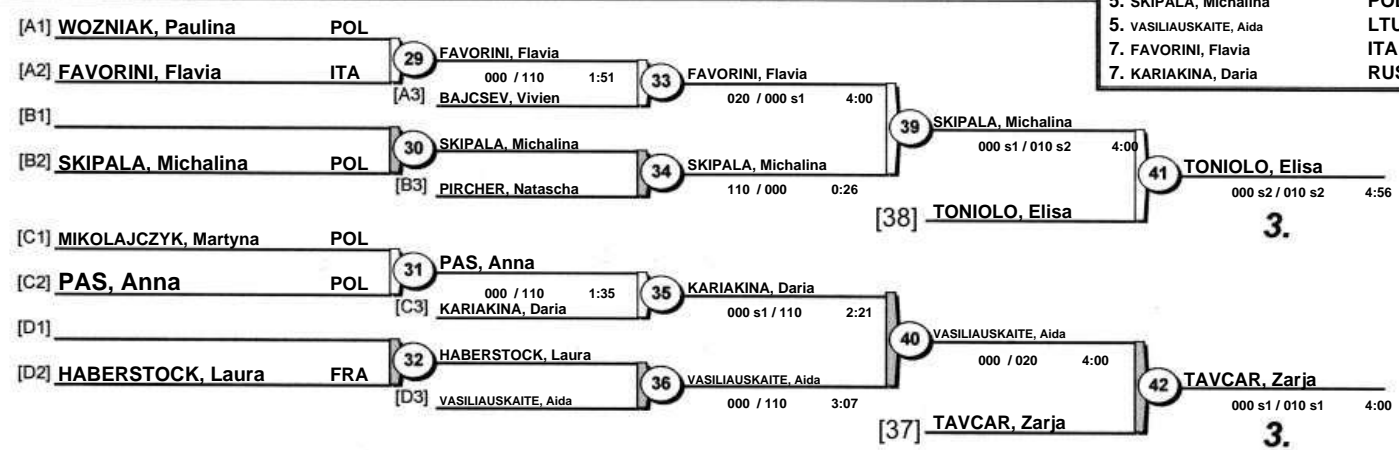 5. SKIPALA, Michalina
5. VASILIAUSKAITE, Aida LTU
7. FAVORINI, Flavia ITA
7. KARIAKINA, Daria
[A1] WOZNIAK, Paulina POL
[A2] FAVORINI, Flavia ITA
29 FAVORINI, Flavia
000 / 110 1:51
[A3] BAJCSEV, Vivien
33 FAVORINI, Flavia
020 / 000 s1 4:00
[B1]
[B2] SKIPALA, Michalina POL
30 SKIPALA, Michalina
[B3] PIRCHER, Natascha
34 SKIPALA, Michalina
110 / 000 0:26
39 SKIPALA, Michalina
000 s1 / 010 s2 4:00
[38] TONIOLO, Elisa
41 TONIOLO, Elisa
000 s2 / 010 s2 4:56
3.
[C1] MIKOLAJCZYK, Martyna POL
[C2] PAS, Anna POL
31 PAS, Anna
000 / 110 1:35
[C3] KARIAKINA, Daria
35 KARIAKINA, Daria
000 s1 / 110 2:21
[D1]
[D2] HABERSTOCK, Laura FRA
32 HABERSTOCK, Laura
[D3] VASILIAUSKAITE, Aida
36 VASILIAUSKAITE, Aida
000 / 110 3:07
40 VASILIAUSKAITE, Aida
000 / 020 4:00
[37] TAVCAR, Zarja
42 TAVCAR, Zarja
000 s1 / 010 s1 4:00
3.